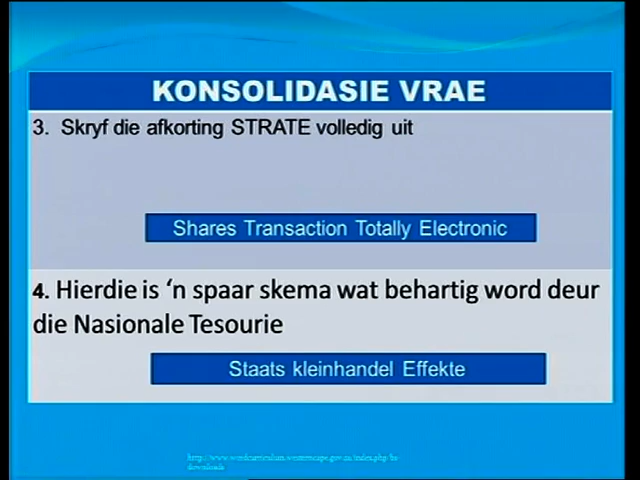 KONSOLIDASIE VRAE
3. Skryf die afkorting STRATE volledig uit
Shares Transaction Totally Electronic
4. Hierdie is ‘n spaar skema wat behartig word deur
die Nasionale Tesourie
Staats kleinhandel Effekte
downloads